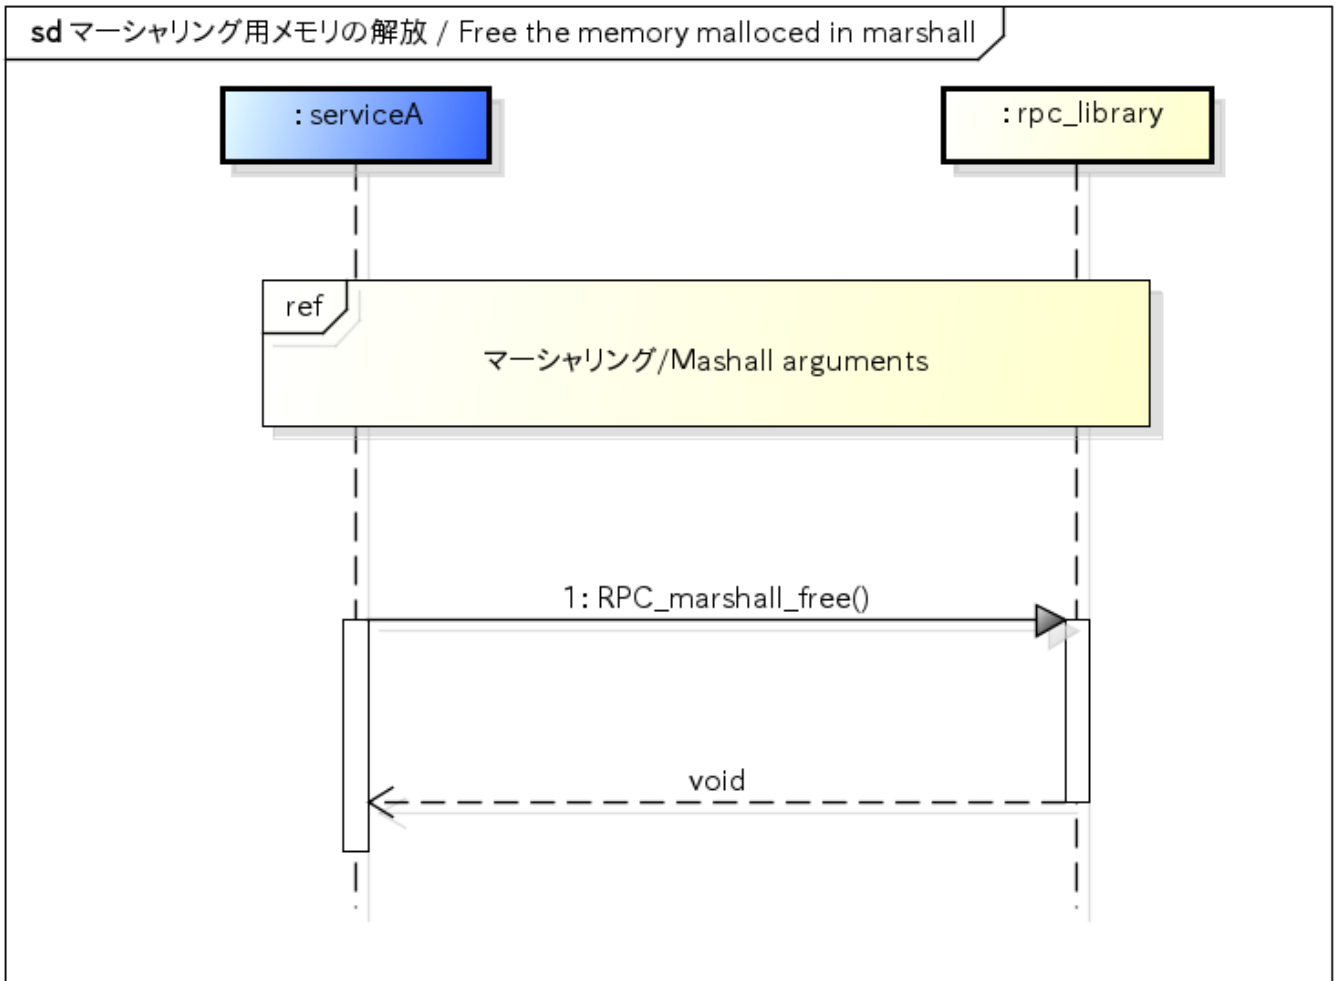 sd マーシャリング用メモリの解放 / Free the memory malloced in marshall
: serviceA
: rpc_library
ref
マーシャリング/Mashall arguments
1: RPC_marshall_free()
void